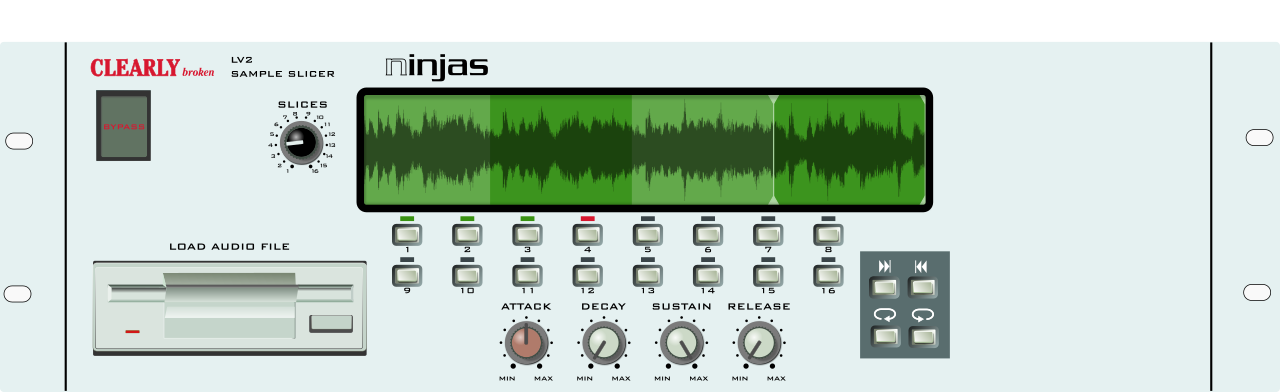 CLEARLY broken
LV2
SAMPLE SLICER
ninjas
BYPASS
SLICES
1 2 3 4 5 6 7 8 9 10 11 12 13 14 15 16
1 2 3 4 5 6 7 8
LOAD AUDIO FILE
9 10 11 12 13 14 15 16
ATTACK DECAY SUSTAIN RELEASE
MIN MAX MIN MAX MIN MAX MIN MAX